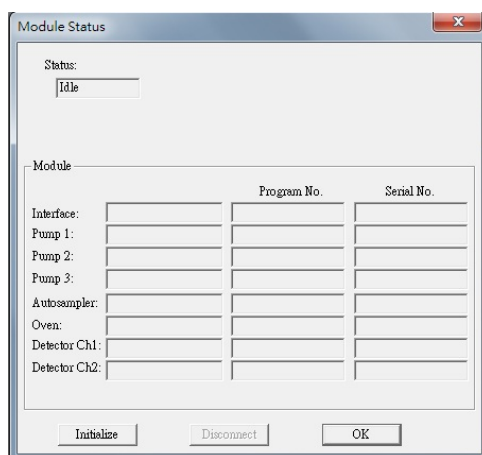 Module Status
Status:
Idle
Module
Program No. Serial No.
Interface:
Pump 1:
Pump 2:
Pump 3:
Autosampler:
Oven:
Detector Ch1:
Detector Ch2:
Initialize Disconnect OK